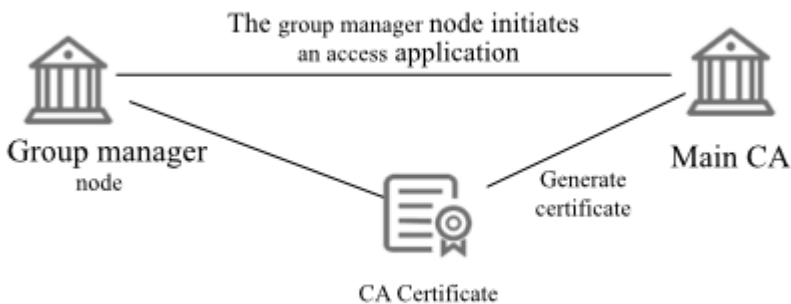 The group manager node initiates
an access application
Group manager
node
Main CA
Generate
certificate
CA Certificate